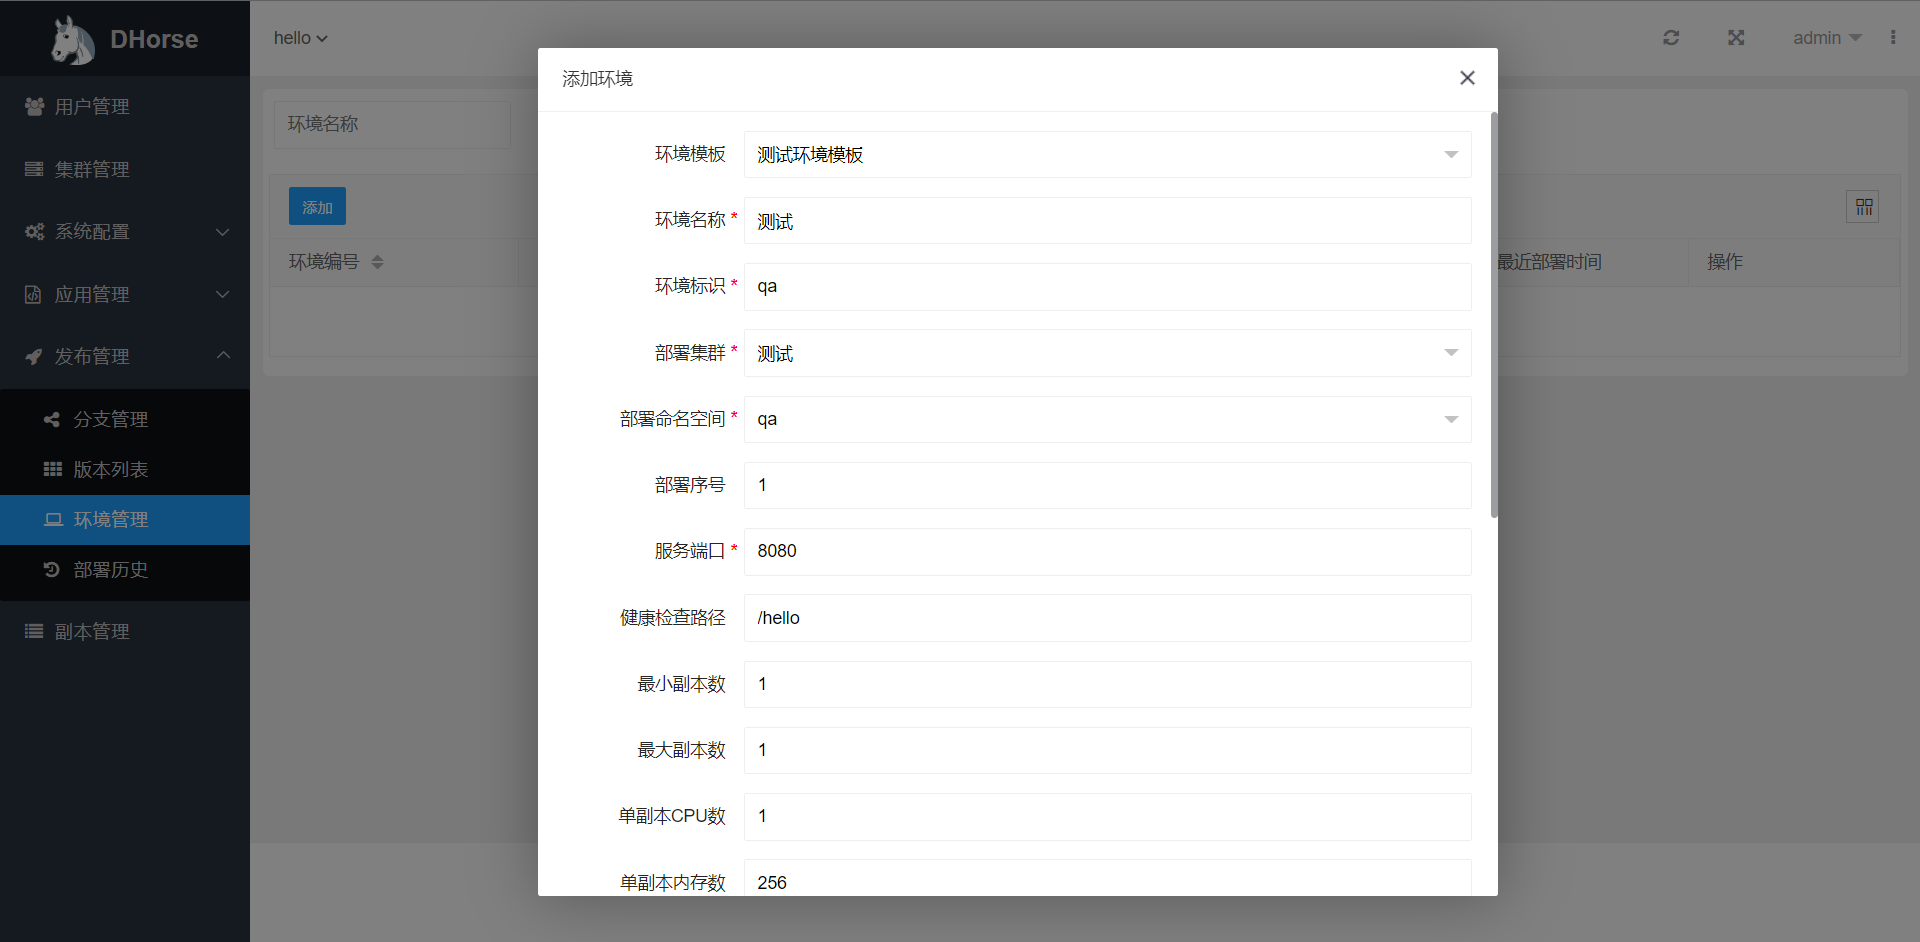 DHorse
hello
admin
用户管理
集群管理
系统配置
应用管理
发布管理
分支管理
版本列表
环境管理
部署历史
副本管理
环境名称
添加
环境编号
最近部署时间
操作
添加环境
环境模板 测试环境模板
环境名称 * 测试
环境标识 * qa
部署集群 * 测试
部署命名空间 * qa
部署序号 1
服务端口 * 8080
健康检查路径 /hello
最小副本数 1
最大副本数 1
单副本CPU数 1
单副本内存数 256